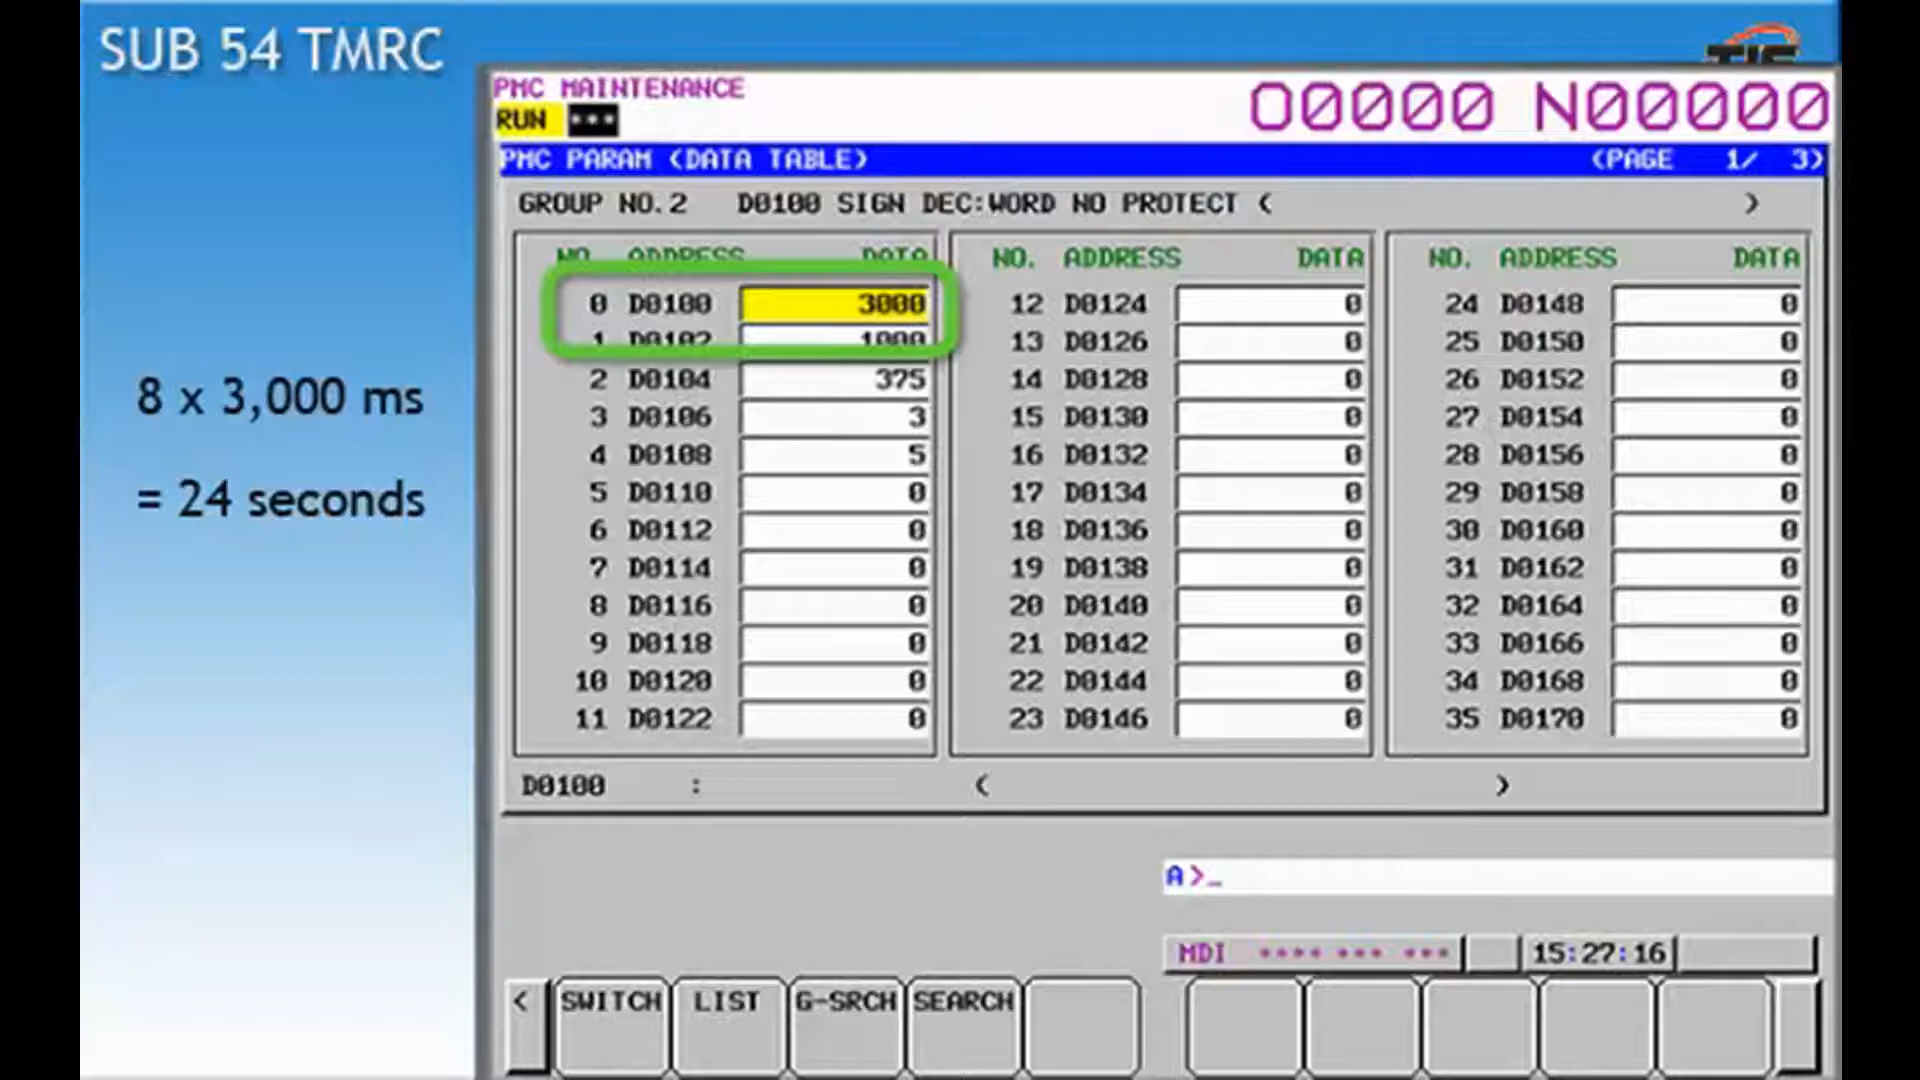 SUB 54 TMRC
PMC MAINTENANCE
RUN ***
O0000 N00000
PMC PARAM (DATA TABLE) (PAGE 1/ 3)
GROUP NO.2 D0100 SIGN DEC:WORD NO PROTECT ( )
NO. ADDRESS DATA NO. ADDRESS DATA NO. ADDRESS DATA
0 D0100 3000 12 D0124 0 24 D0148 0
1 D0102 1000 13 D0126 0 25 D0150 0
2 D0104 375 14 D0128 0 26 D0152 0
3 D0106 3 15 D0130 0 27 D0154 0
4 D0108 5 16 D0132 0 28 D0156 0
5 D0110 0 17 D0134 0 29 D0158 0
6 D0112 0 18 D0136 0 30 D0160 0
7 D0114 0 19 D0138 0 31 D0162 0
8 D0116 0 20 D0140 0 32 D0164 0
9 D0118 0 21 D0142 0 33 D0166 0
10 D0120 0 22 D0144 0 34 D0168 0
11 D0122 0 23 D0146 0 35 D0170 0
D0100 : ( )
8 x 3,000 ms
= 24 seconds
A>_
MDI **** *** *** 15:27:16
< SWITCH LIST G-SRCH SEARCH